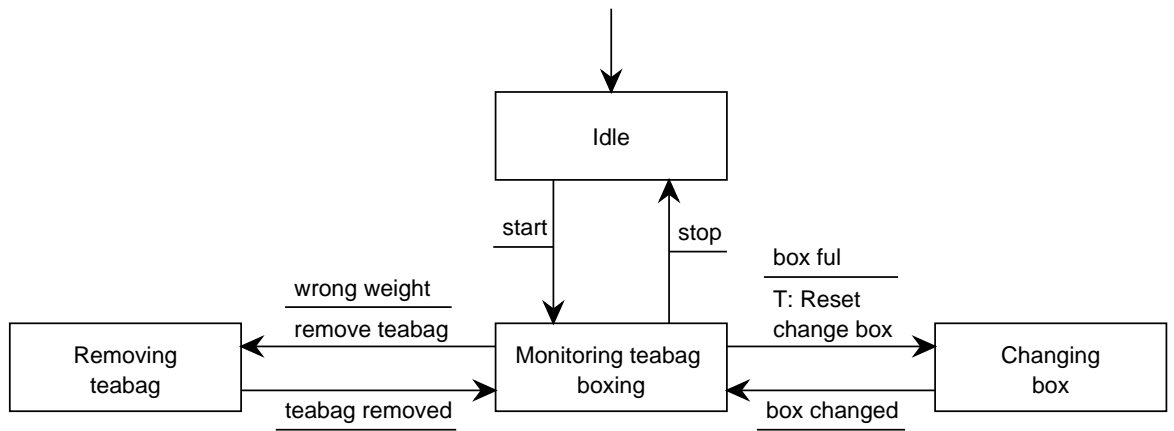 Idle
start
stop
box ful
T: Reset
change box
wrong weight
remove teabag
Removing
teabag
Monitoring teabag
boxing
Changing
box
teabag removed
box changed